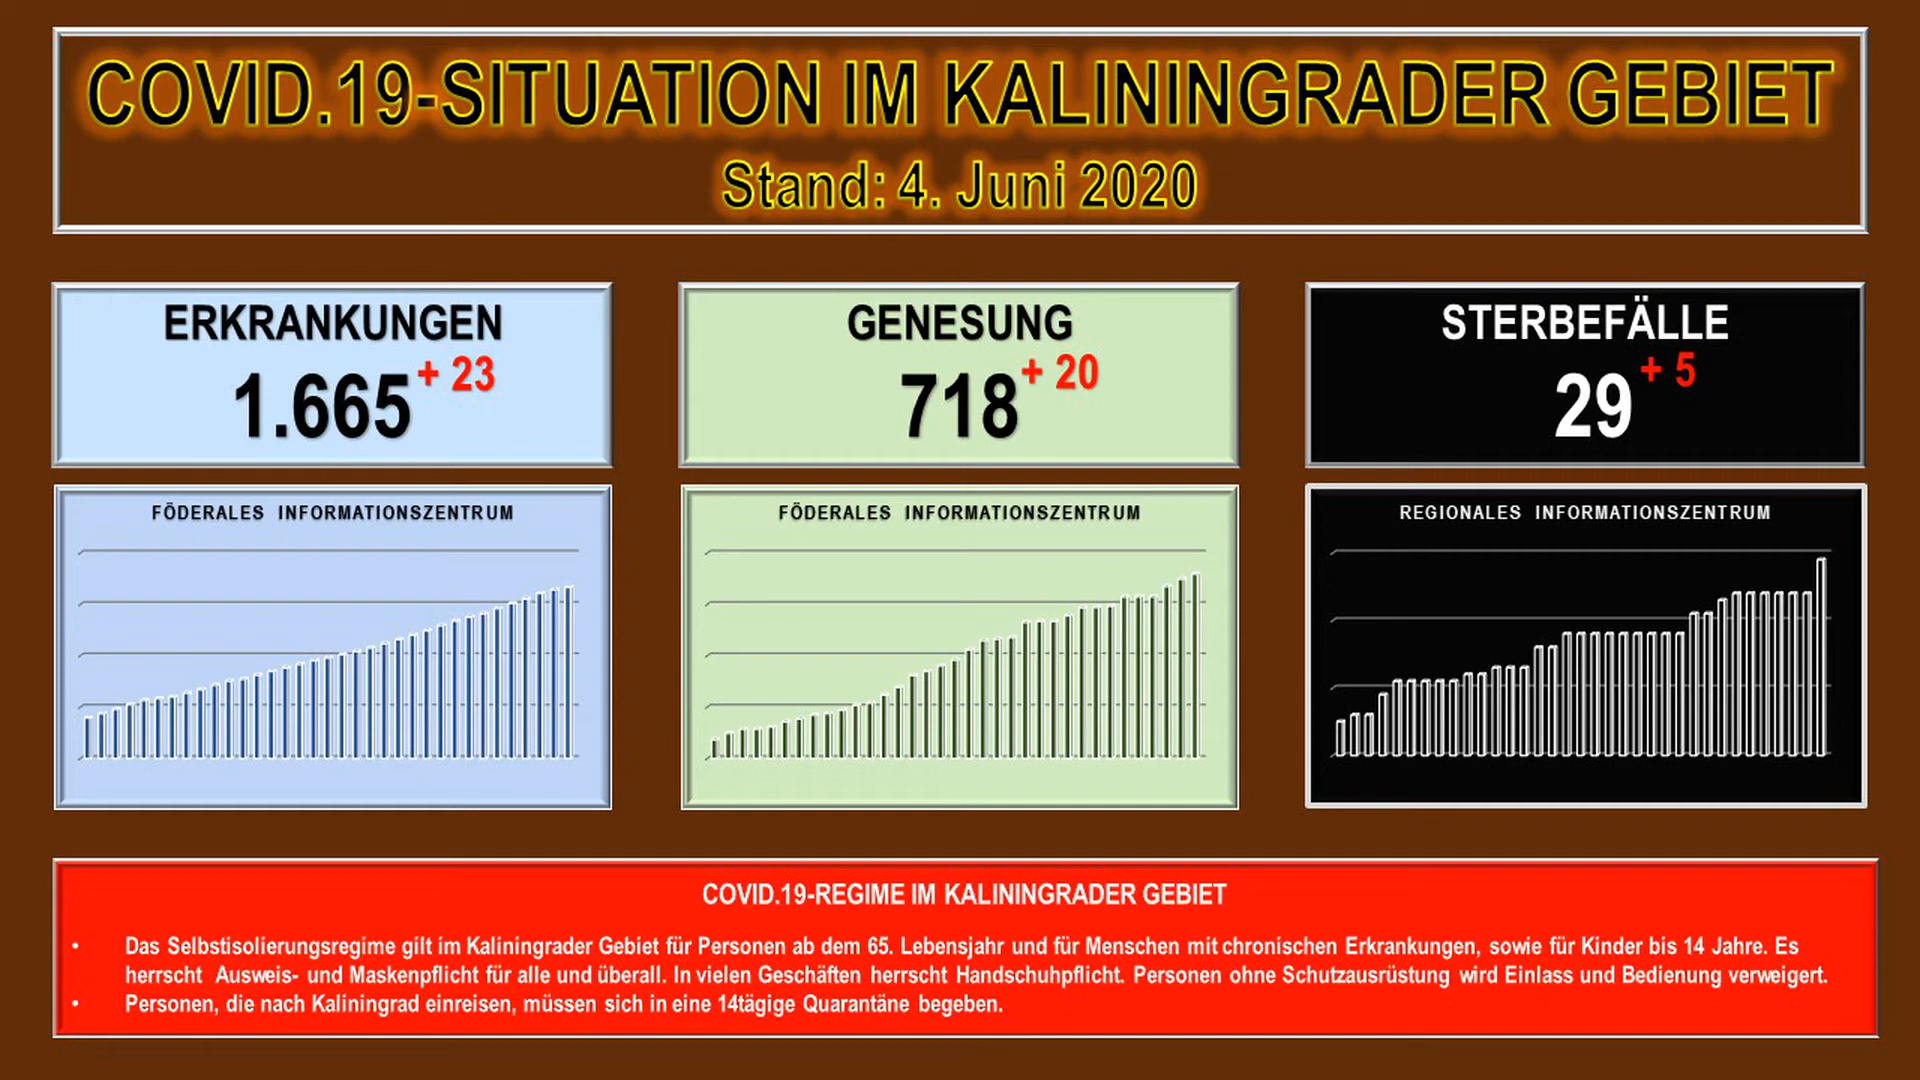 COVID.19-SITUATION IM KALININGRADER GEBIET
Stand: 4. Juni 2020
ERKRANKUNGEN
1.665 + 23
GENESUNG
718 + 20
STERBEFÄLLE
29 + 5
FÖDERALES INFORMATIONSZENTRUM
FÖDERALES INFORMATIONSZENTRUM
REGIONALES INFORMATIONSZENTRUM
COVID.19-REGIME IM KALININGRADER GEBIET
• Das Selbstisolierungsregime gilt im Kaliningrader Gebiet für Personen ab dem 65. Lebensjahr und für Menschen mit chronischen Erkrankungen, sowie für Kinder bis 14 Jahre. Es
herrscht Ausweis- und Maskenpflicht für alle und überall. In vielen Geschäften herrscht Handschuhpflicht. Personen ohne Schutzausrüstung wird Einlass und Bedienung verweigert.
• Personen, die nach Kaliningrad einreisen, müssen sich in eine 14tägige Quarantäne begeben.